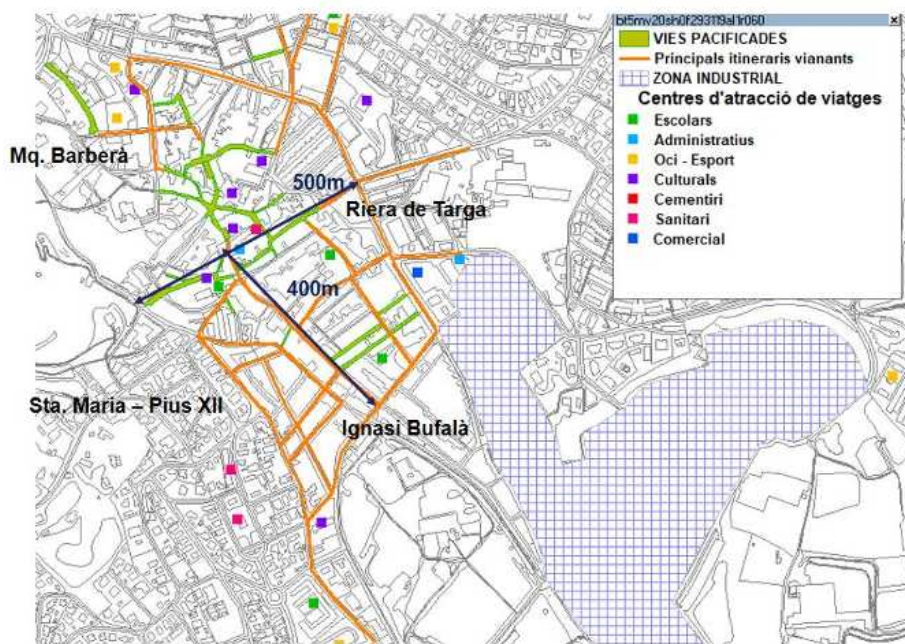 VIES PACIFICADES
Principals itineraris vianants
ZONA INDUSTRIAL
Centres d'atracció de viatges
Escolars
Administratius
Oci - Esport
Culturals
Cementiri
Sanitari
Comercial
Mq. Barberà
500m
Riera de Targa
400m
Sta. Maria – Pius XII
Ignasi Bufalà